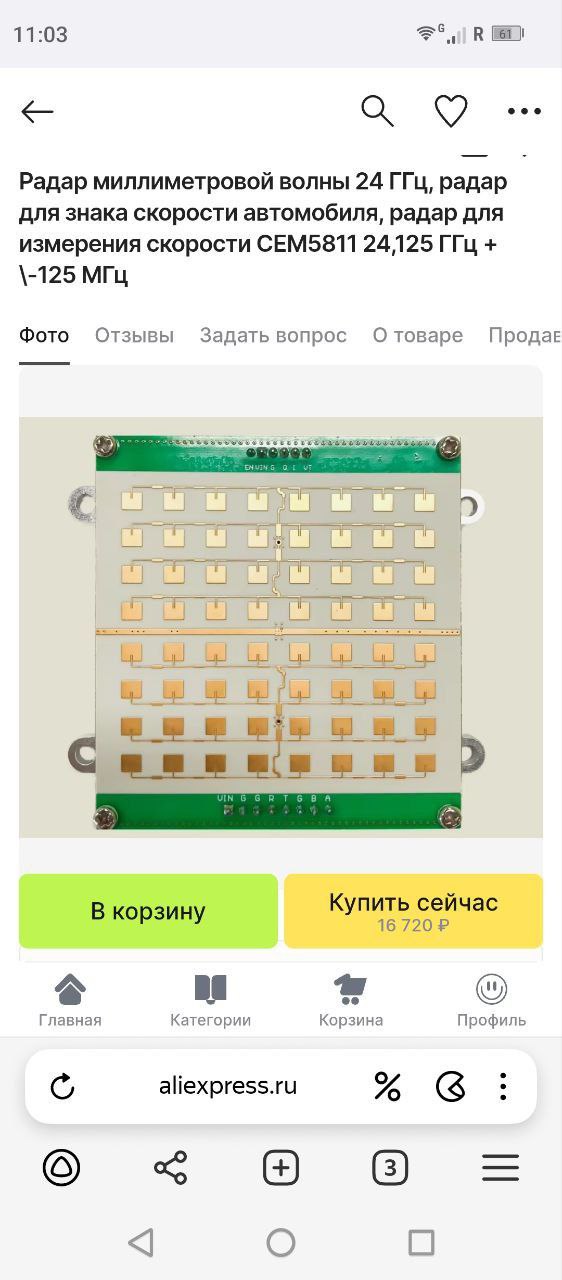 11:03
G
R
61
Радар миллиметровой волны 24 ГГц, радар
для знака скорости автомобиля, радар для
измерения скорости CEM5811 24,125 ГГц +
\-125 МГц
Фото Отзывы Задать вопрос О товаре Продав
EN VIN G Q I VT
VIN G G R T G B A
В корзину
Купить сейчас
16 720 ₽
Главная Категории Корзина Профиль
aliexpress.ru
3